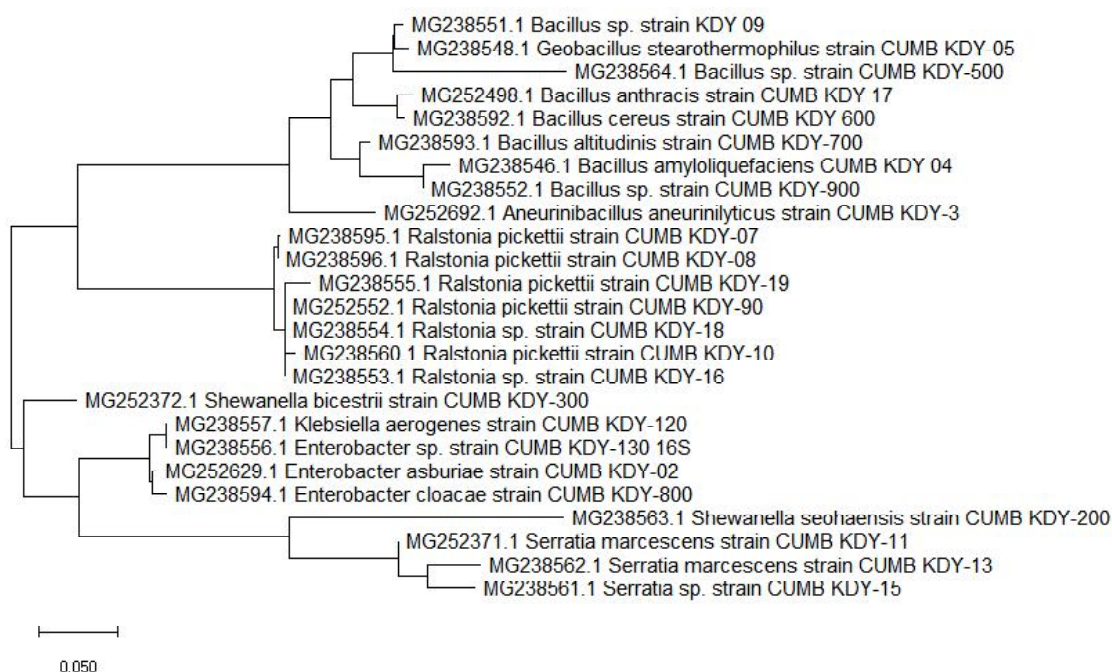 MG238551.1 Bacillus sp. strain KDY 09
MG238548.1 Geobacillus stearothermophilus strain CUMB KDY 05
MG238564.1 Bacillus sp. strain CUMB KDY-500
MG252498.1 Bacillus anthracis strain CUMB KDY 17
MG238592.1 Bacillus cereus strain CUMB KDY 600
MG238593.1 Bacillus altitudinis strain CUMB KDY-700
MG238546.1 Bacillus amyloliquefaciens CUMB KDY 04
MG238552.1 Bacillus sp. strain CUMB KDY-900
MG252692.1 Aneurinibacillus aneurinilyticus strain CUMB KDY-3
MG238595.1 Ralstonia pickettii strain CUMB KDY-07
MG238596.1 Ralstonia pickettii strain CUMB KDY-08
MG238555.1 Ralstonia pickettii strain CUMB KDY-19
MG252552.1 Ralstonia pickettii strain CUMB KDY-90
MG238554.1 Ralstonia sp. strain CUMB KDY-18
MG238560.1 Ralstonia pickettii strain CUMB KDY-10
MG238553.1 Ralstonia sp. strain CUMB KDY-16
MG252372.1 Shewanella bicestrii strain CUMB KDY-300
MG238557.1 Klebsiella aerogenes strain CUMB KDY-120
MG238556.1 Enterobacter sp. strain CUMB KDY-130 16S
MG252629.1 Enterobacter asburiae strain CUMB KDY-02
MG238594.1 Enterobacter cloacae strain CUMB KDY-800
MG238563.1 Shewanella seohaensis strain CUMB KDY-200
MG252371.1 Serratia marcescens strain CUMB KDY-11
MG238562.1 Serratia marcescens strain CUMB KDY-13
MG238561.1 Serratia sp. strain CUMB KDY-15
0.050